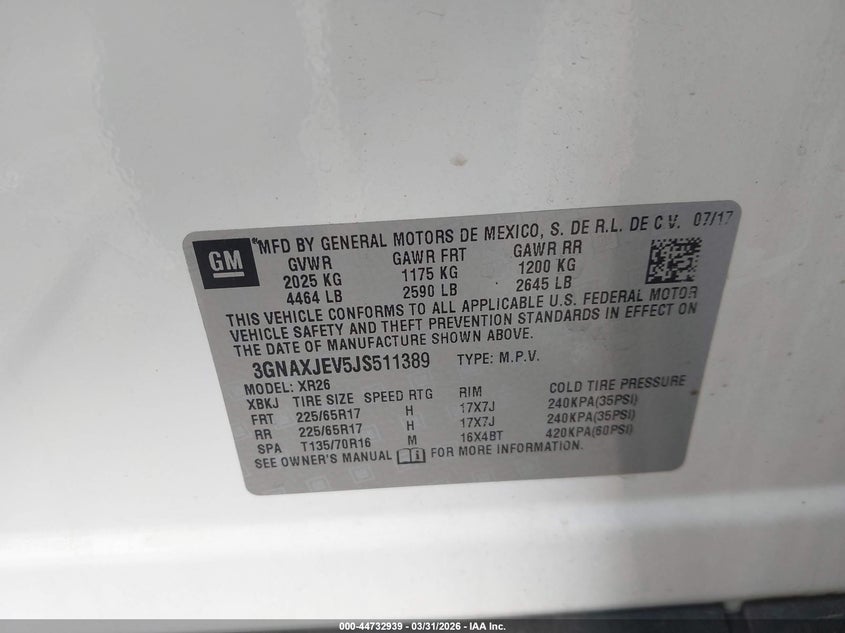 GM
MFD BY GENERAL MOTORS DE MEXICO, S. DE R.L. DE C.V. 07/17
GVWR GAWR FRT GAWR RR
2025 KG 1175 KG 1200 KG
4464 LB 2590 LB 2645 LB
THIS VEHICLE CONFORMS TO ALL APPLICABLE U.S. FEDERAL MOTOR
VEHICLE SAFETY AND THEFT PREVENTION STANDARDS IN EFFECT ON
THE DATE OF MANUFACTURE SHOWN ABOVE.
3GNAXJEV5JS511389 TYPE: M.P.V.
MODEL: XR26
XBKJ TIRE SIZE SPEED RTG RIM COLD TIRE PRESSURE
FRT 225/65R17 H 17X7J 240KPA(35PSI)
RR 225/65R17 H 17X7J 240KPA(35PSI)
SPA T135/70R16 M 16X4BT 420KPA(60PSI)
SEE OWNER'S MANUAL FOR MORE INFORMATION.
000-44732939 - 03/31/2026 - IAA Inc.